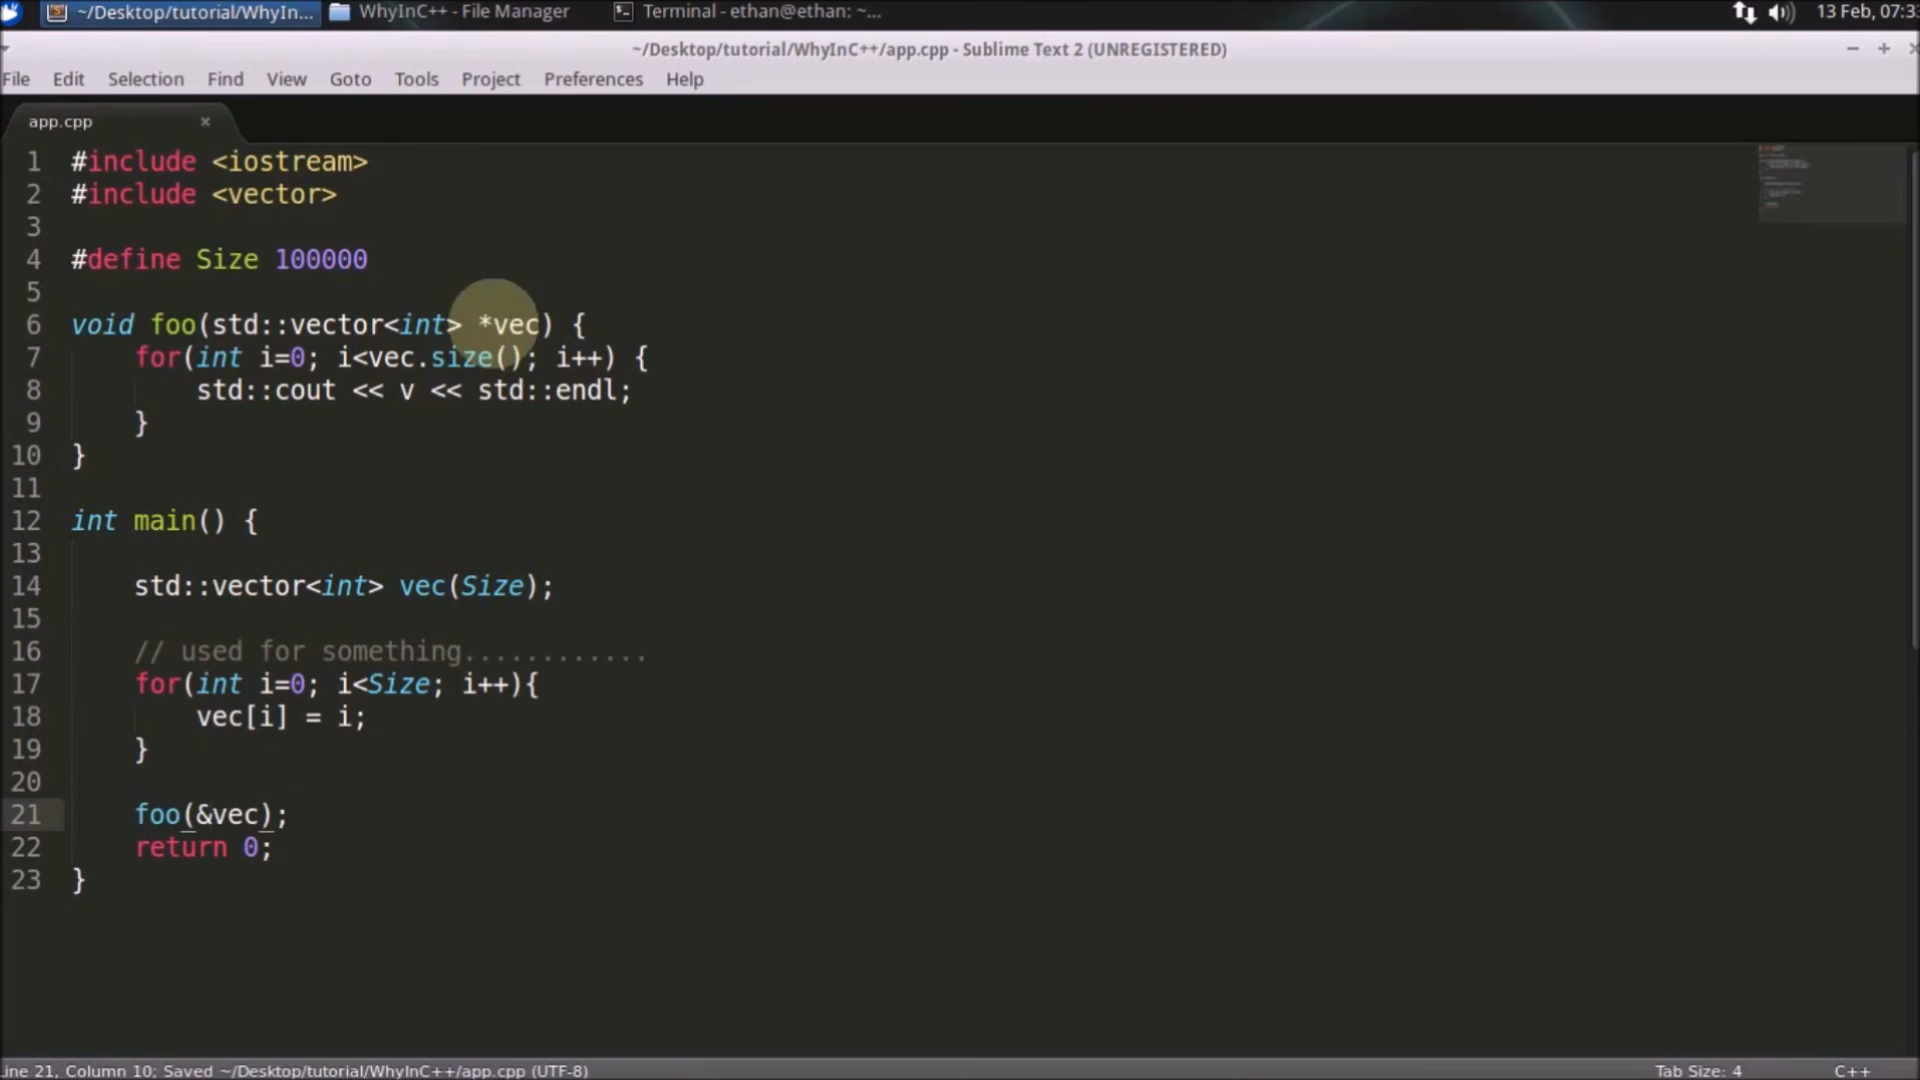 ~/Desktop/tutorial/WhyIn...
WhyInC++ - File Manager
Terminal - ethan@ethan: ~...
13 Feb, 07:3
~/Desktop/tutorial/WhyInC++/app.cpp - Sublime Text 2 (UNREGISTERED)
File Edit Selection Find View Goto Tools Project Preferences Help
app.cpp
1 #include <iostream>
2 #include <vector>
3
4 #define Size 100000
5
6 void foo(std::vector<int> *vec) {
7     for(int i=0; i<vec.size(); i++) {
8         std::cout << v << std::endl;
9     }
10 }
11
12 int main() {
13
14     std::vector<int> vec(Size);
15
16     // used for something............
17     for(int i=0; i<Size; i++){
18         vec[i] = i;
19     }
20
21     foo(&vec);
22     return 0;
23 }
ine 21, Column 10; Saved ~/Desktop/tutorial/WhyInC++/app.cpp (UTF-8)
Tab Size: 4
C++